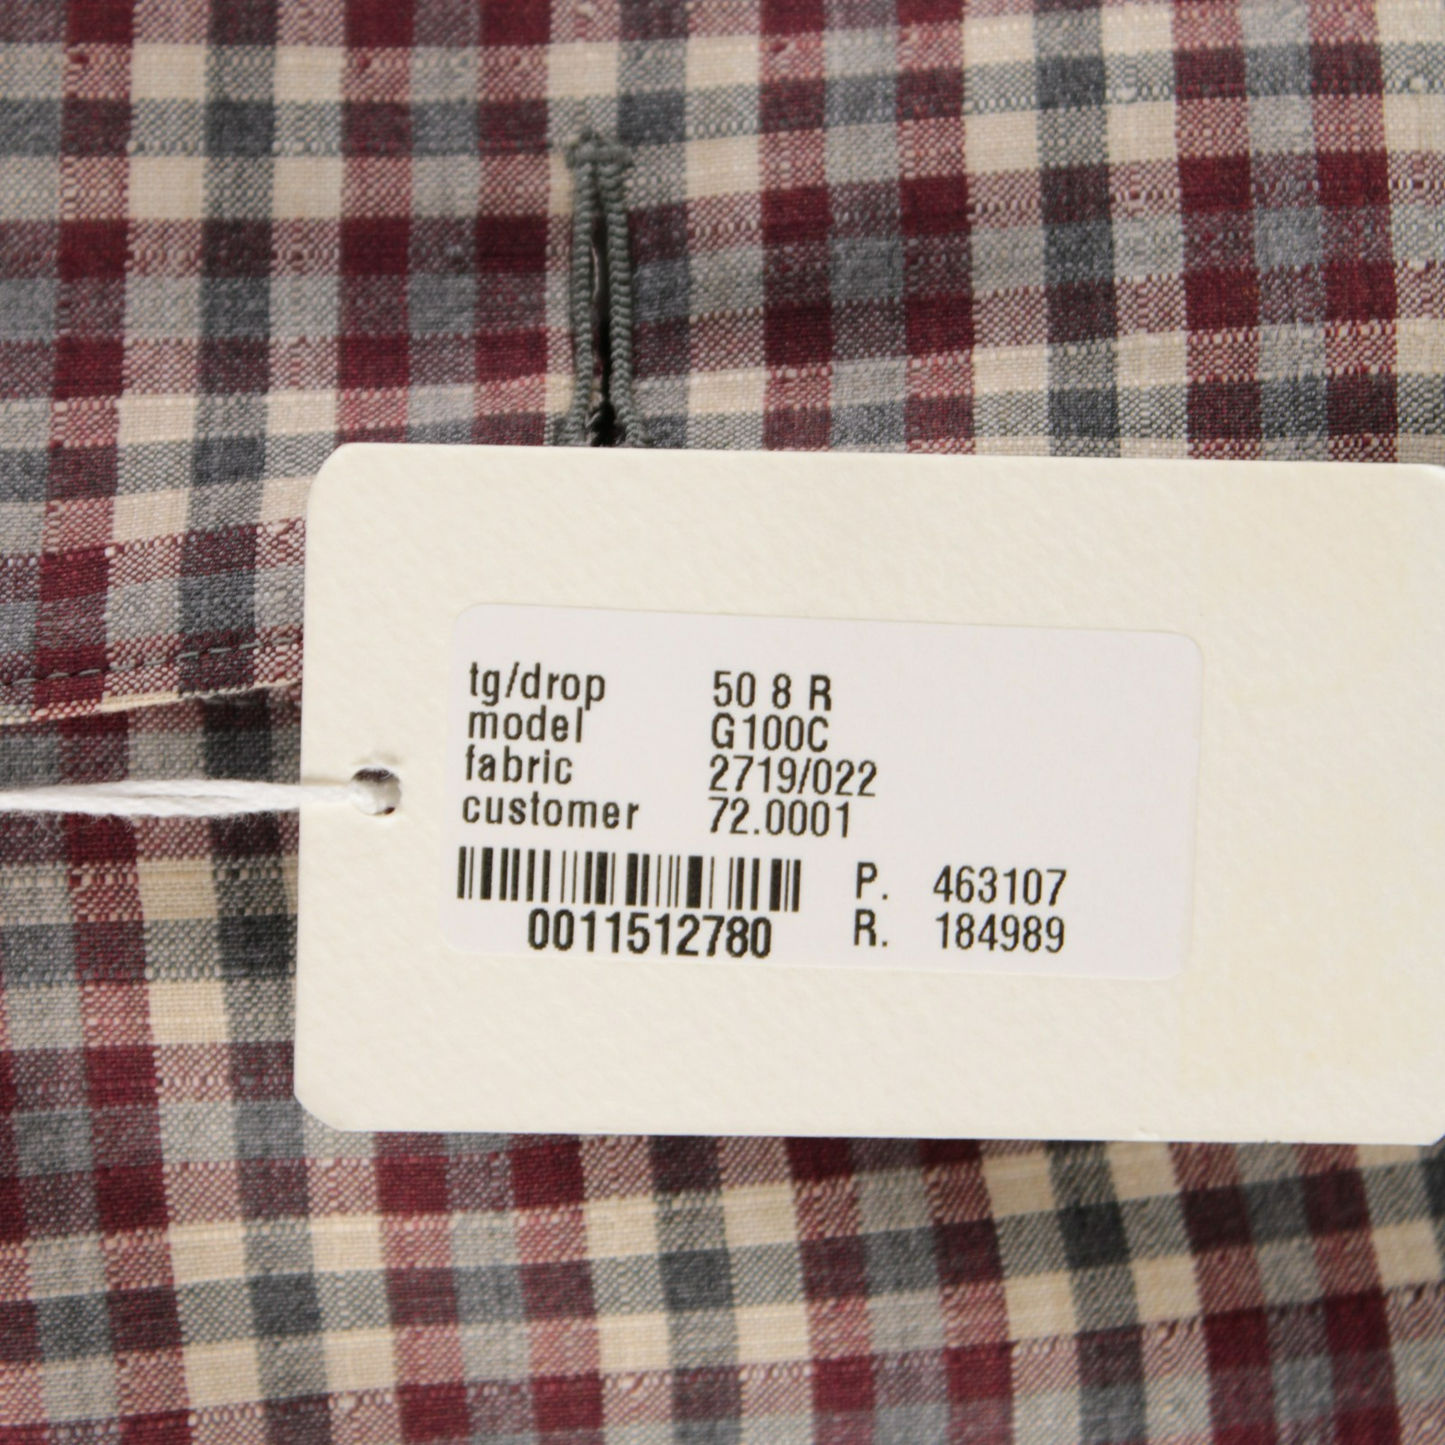 tg/drop 50 8 R
model G100C
fabric 2719/022
customer 72.0001
P. 463107
0011512780 R. 184989